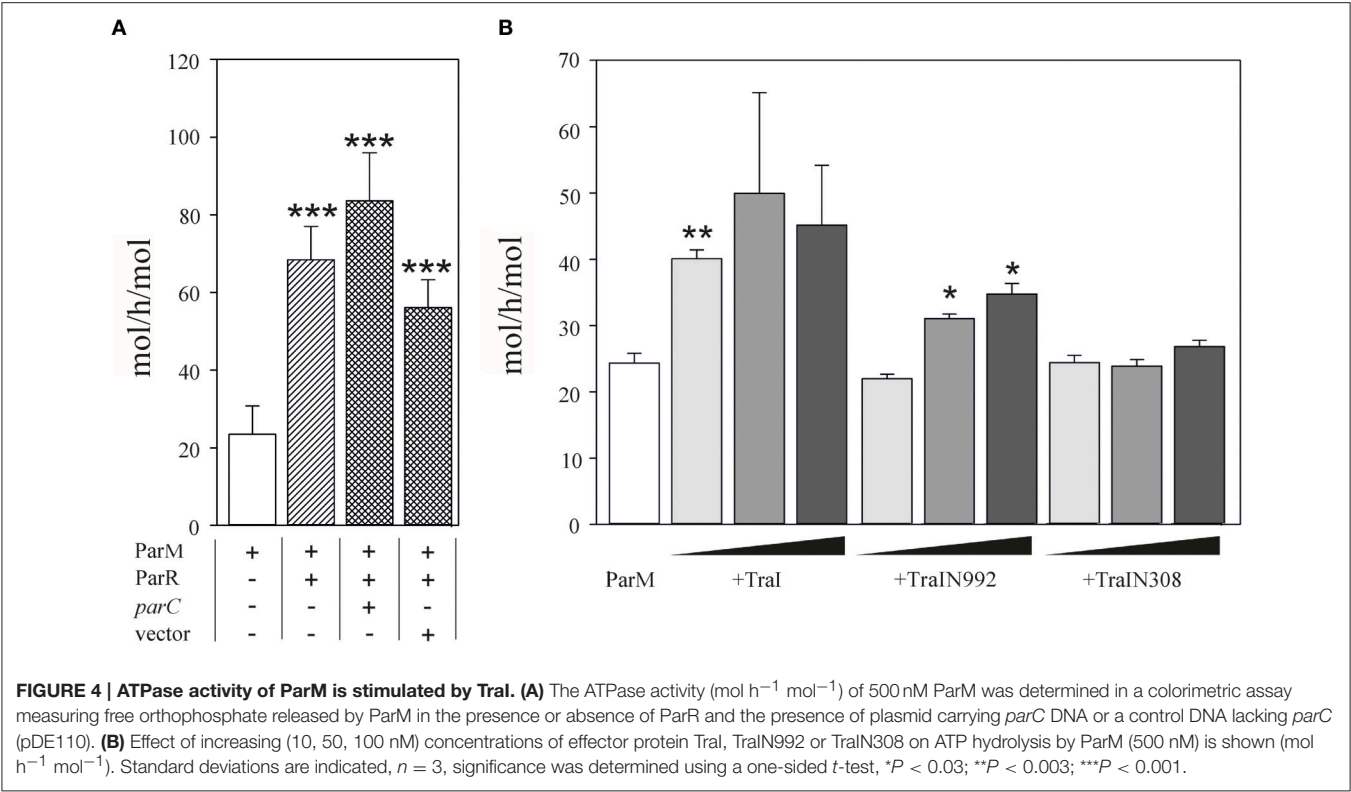 A
B
120
100
80
60
40
20
0
mol/h/mol
***
***
***
ParM + + + +
ParR - + + +
parC - - + -
vector - - - +
70
60
50
40
30
20
10
0
mol/h/mol
**
*
*
ParM +TraI +TraIN992 +TraIN308
FIGURE 4 | ATPase activity of ParM is stimulated by TraI. (A) The ATPase activity (mol h−1 mol−1) of 500 nM ParM was determined in a colorimetric assay
measuring free orthophosphate released by ParM in the presence or absence of ParR and the presence of plasmid carrying parC DNA or a control DNA lacking parC
(pDE110). (B) Effect of increasing (10, 50, 100 nM) concentrations of effector protein TraI, TraIN992 or TraIN308 on ATP hydrolysis by ParM (500 nM) is shown (mol
h−1 mol−1). Standard deviations are indicated, n = 3, significance was determined using a one-sided t-test, *P < 0.03; **P < 0.003; ***P < 0.001.